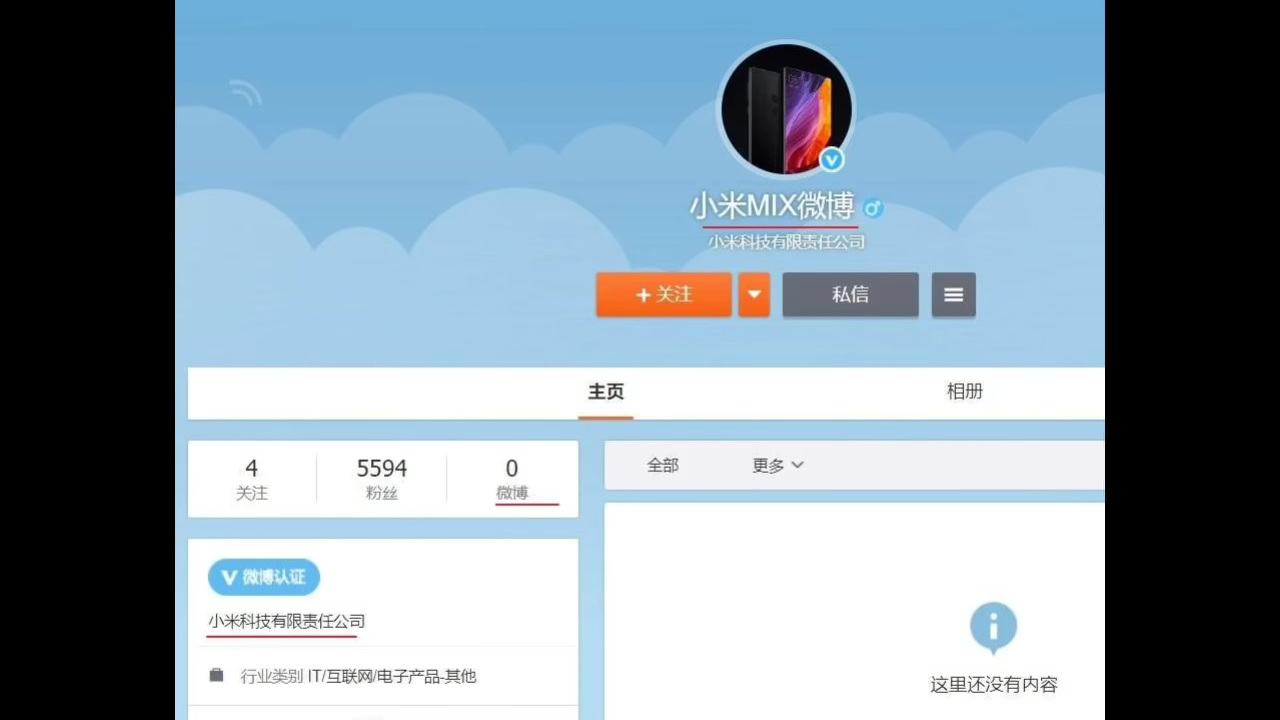 小米MIX微博
小米科技有限责任公司
+关注
私信
主页
相册
4
关注
5594
粉丝
0
微博
全部
更多
V 微博认证
小米科技有限责任公司
行业类别 IT/互联网/电子产品-其他
这里还没有内容